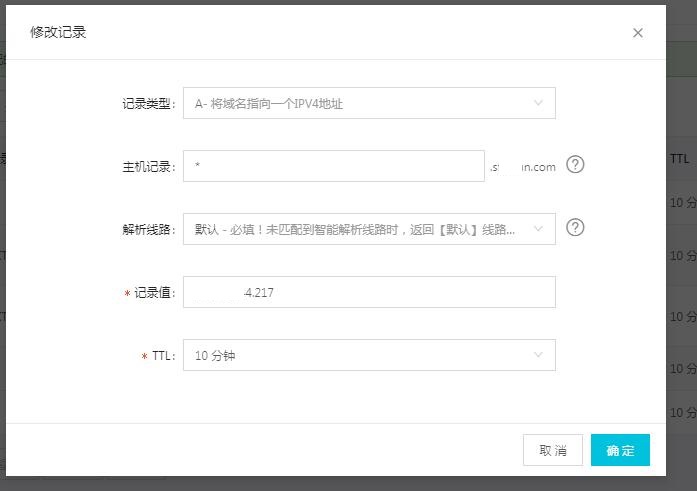 修改记录
×
记录类型：
A- 将域名指向一个IPV4地址
主机记录：
*
.com
TTL
10 分
解析线路：
默认 - 必填！未匹配到智能解析线路时，返回【默认】线路...
10 分
* 记录值：
4.217
10 分
* TTL：
10 分钟
10 分
10 分
取消
确定